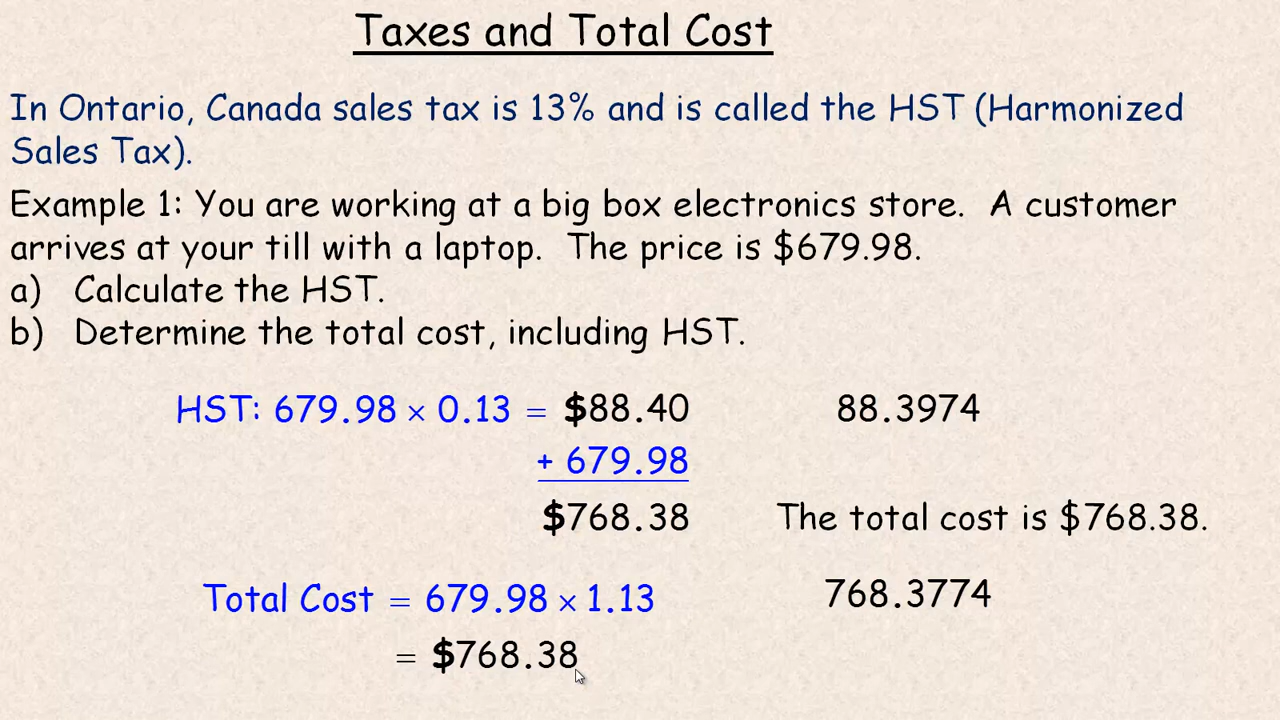 Taxes and Total Cost
In Ontario, Canada sales tax is 13% and is called the HST (Harmonized
Sales Tax).
Example 1: You are working at a big box electronics store. A customer
arrives at your till with a laptop. The price is $679.98.
a) Calculate the HST.
b) Determine the total cost, including HST.
HST: 679.98 × 0.13 = $88.40 88.3974
+ 679.98
$768.38 The total cost is $768.38.
Total Cost = 679.98 × 1.13 768.3774
= $768.38